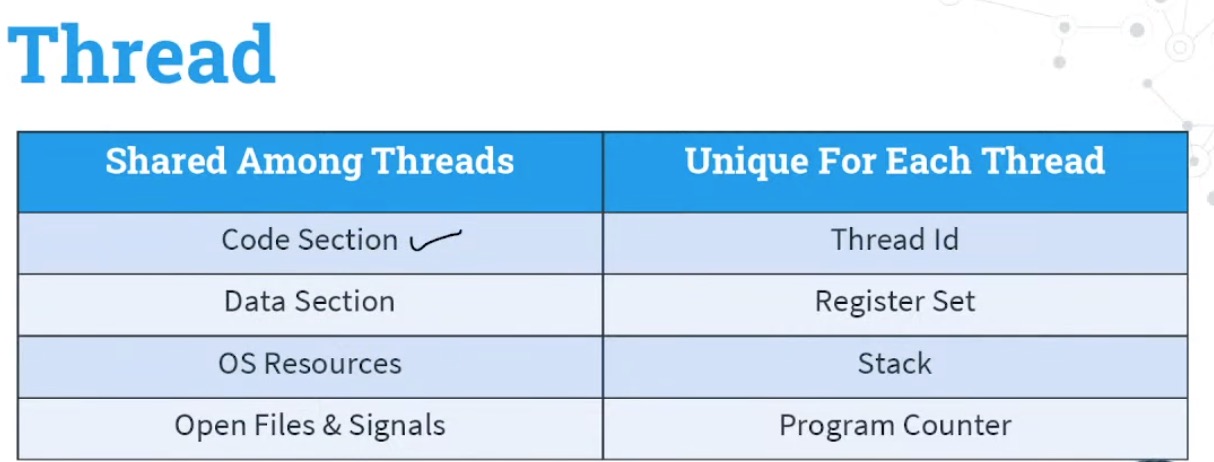 Thread
Shared Among Threads Unique For Each Thread
Code Section Thread Id
Data Section Register Set
OS Resources Stack
Open Files & Signals Program Counter